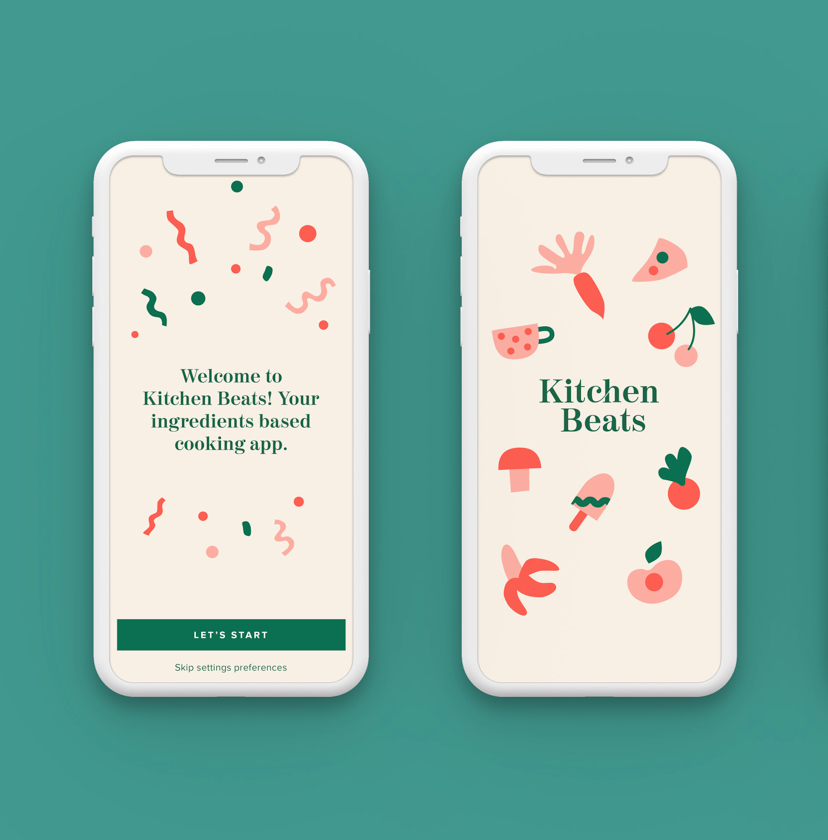 Welcome to
Kitchen Beats! Your
ingredients based
cooking app.
LET'S START
Skip settings preferences
Kitchen
Beats